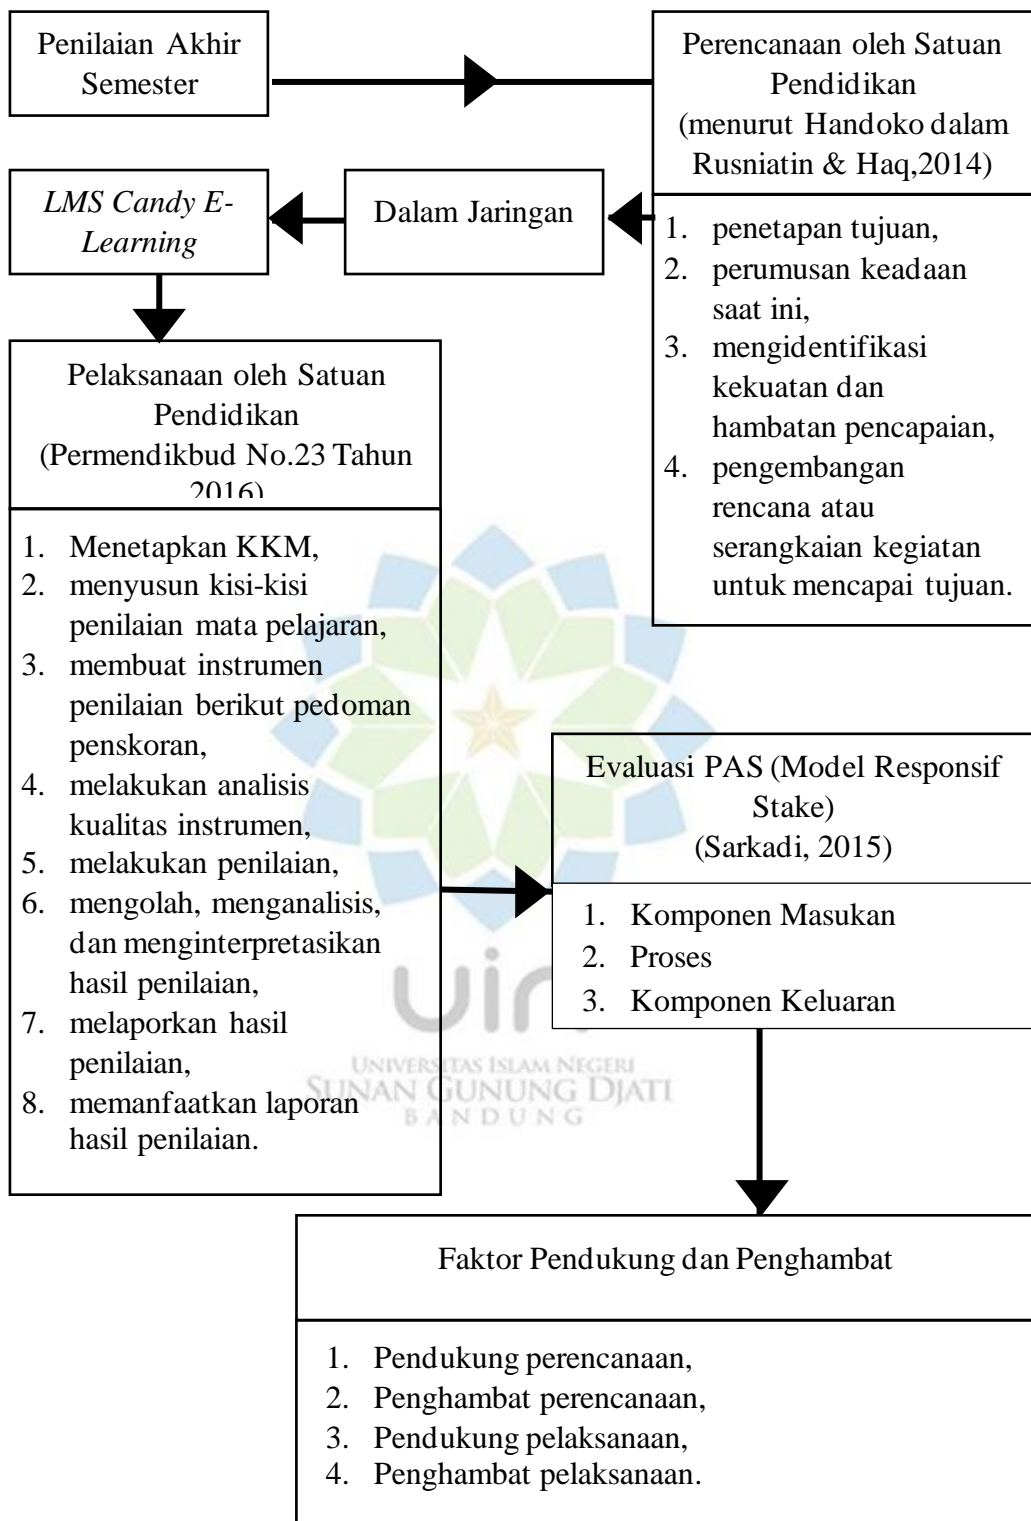 Penilaian Akhir
Semester
Perencanaan oleh Satuan
Pendidikan
(menurut Handoko dalam
Rusniatin & Haq,2014)
1. penetapan tujuan,
2. perumusan keadaan
saat ini,
3. mengidentifikasi
kekuatan dan
hambatan pencapaian,
4. pengembangan
rencana atau
serangkaian kegiatan
untuk mencapai tujuan.
Dalam Jaringan
LMS Candy E-
Learning
Pelaksanaan oleh Satuan
Pendidikan
(Permendikbud No.23 Tahun
2016)
1. Menetapkan KKM,
2. menyusun kisi-kisi
penilaian mata pelajaran,
3. membuat instrumen
penilaian berikut pedoman
penskoran,
4. melakukan analisis
kualitas instrumen,
5. melakukan penilaian,
6. mengolah, menganalisis,
dan menginterpretasikan
hasil penilaian,
7. melaporkan hasil
penilaian,
8. memanfaatkan laporan
hasil penilaian.
Evaluasi PAS (Model Responsif
Stake)
(Sarkadi, 2015)
1. Komponen Masukan
2. Proses
3. Komponen Keluaran
UNIVERSITAS ISLAM NEGERI
SUNAN GUNUNG DJATI
BANDUNG
Faktor Pendukung dan Penghambat
1. Pendukung perencanaan,
2. Penghambat perencanaan,
3. Pendukung pelaksanaan,
4. Penghambat pelaksanaan.